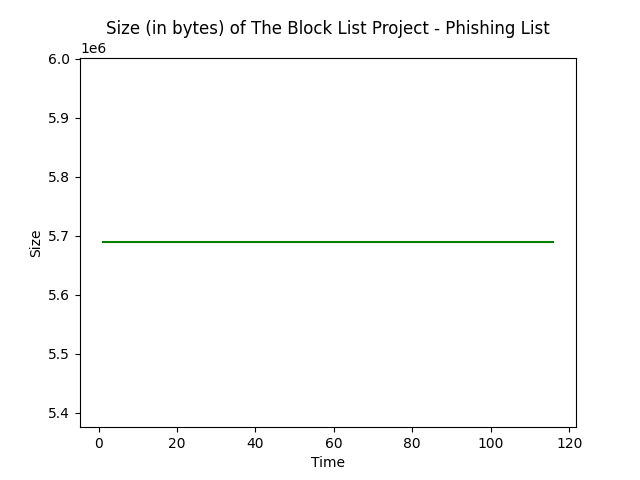 Size (in bytes) of The Block List Project - Phishing List
1e6
6.0
5.9
5.8
5.7
5.6
5.5
5.4
Size
0 20 40 60 80 100 120
Time